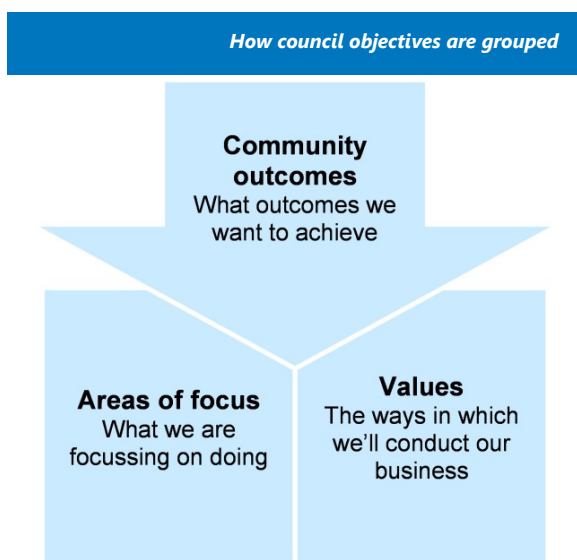 How council objectives are grouped
Community
outcomes
What outcomes we
want to achieve
Areas of focus
What we are
focussing on doing
Values
The ways in which
we'll conduct our
business